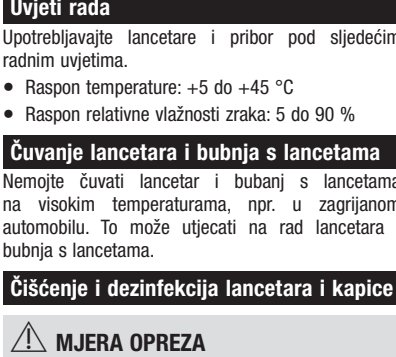 Uvjeti rada
Upotrebljavajte lancetare i pribor pod sljedećim
radnim uvjetima.
• Raspon temperature: +5 do +45 °C
• Raspon relativne vlažnosti zraka: 5 do 90 %
Čuvanje lancetara i bubnja s lancetama
Nemojte čuvati lancetar i bubanj s lancetama
na visokim temperaturama, npr. u zagrijanom
automobilu. To može utjecati na rad lancetara
bubnja s lancetama.
Čišćenje i dezinfekcija lancetara i kapice
⚠ MJERA OPREZA